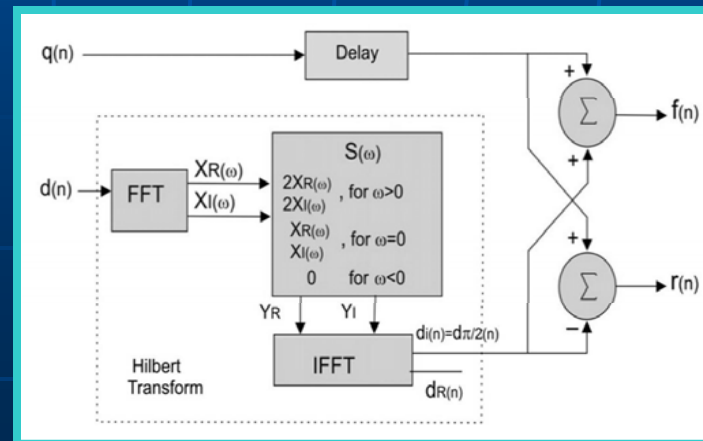 q(n)
Delay
+
Σ
f(n)
+
S(ω)
d(n)
FFT
XR(ω)
XI(ω)
2XR(ω)
2XI(ω)
, for ω>0
XR(ω)
XI(ω)
, for ω=0
0 for ω<0
+
Σ
r(n)
−
YR
YI
di(n)=dπ/2(n)
IFFT
dR(n)
Hilbert
Transform